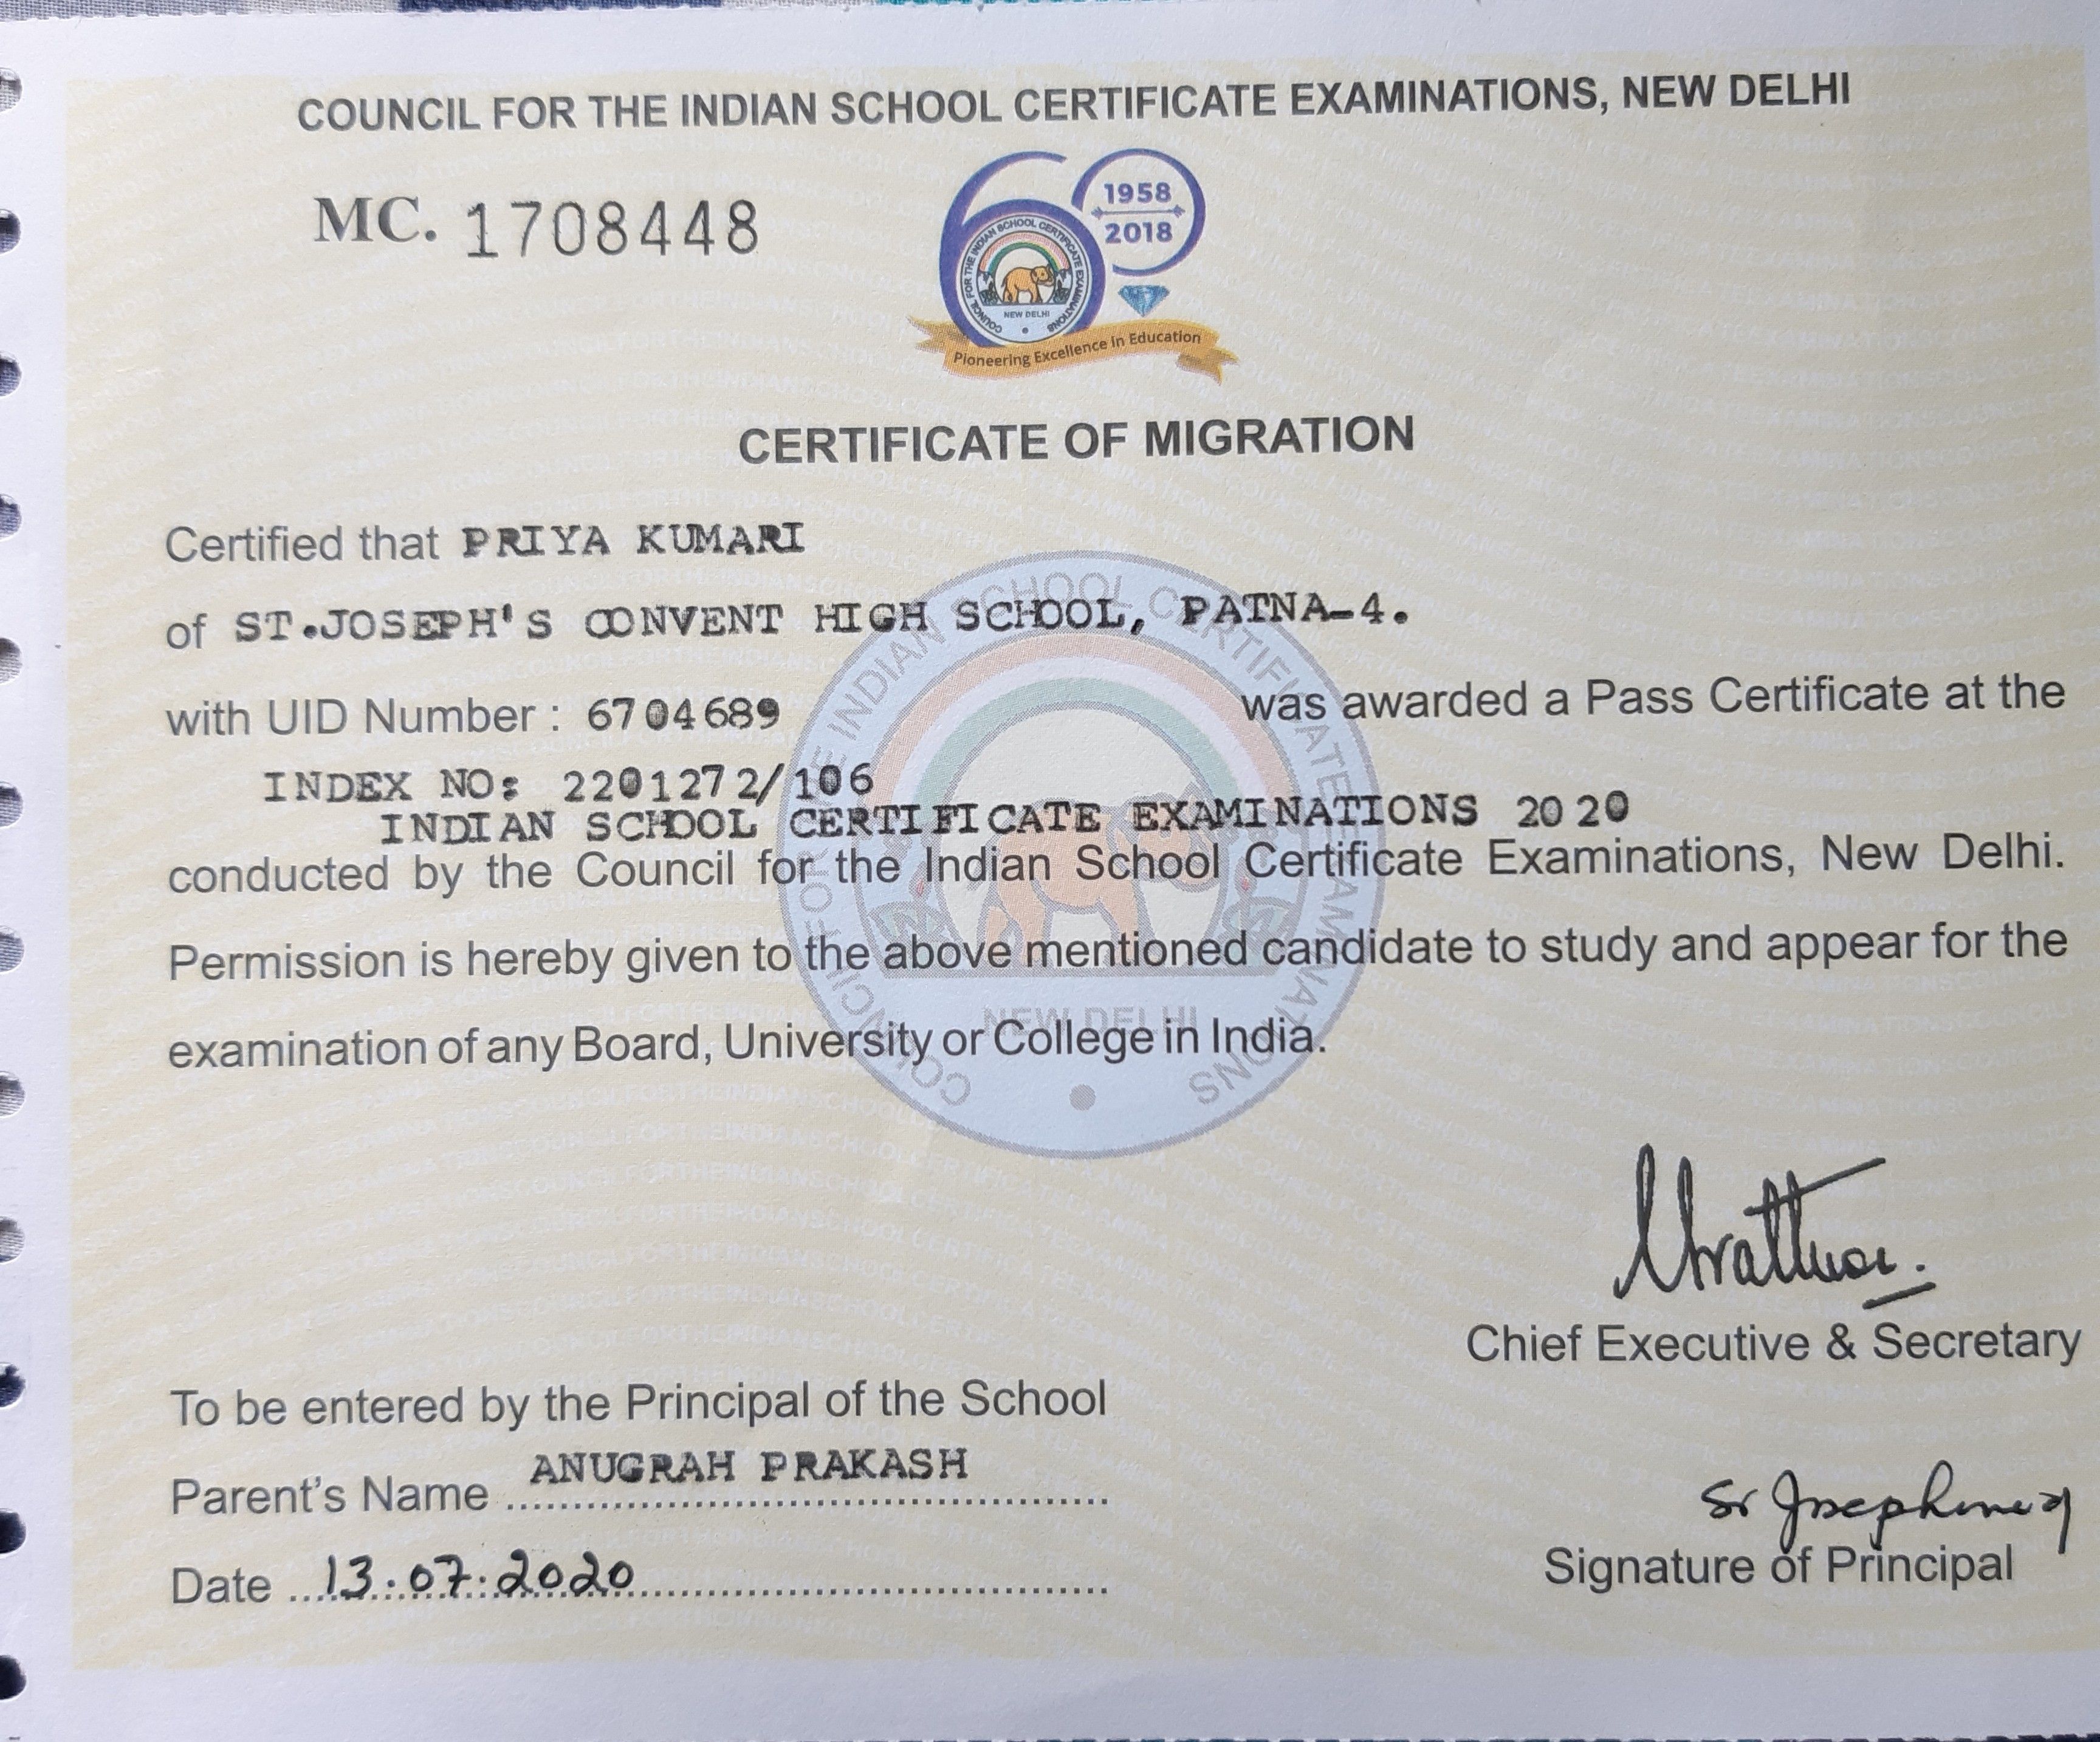 COUNCIL FOR THE INDIAN SCHOOL CERTIFICATE EXAMINATIONS, NEW DELHI
MC. 1708448
1958
2018
COUNCIL FOR THE INDIAN SCHOOL CERTIFICATE EXAMINATIONS
NEW DELHI
Pioneering Excellence in Education
CERTIFICATE OF MIGRATION
Certified that PRIYA KUMARI
of ST.JOSEPH'S CONVENT HIGH SCHOOL, PATNA-4.
with UID Number : 6704689 was awarded a Pass Certificate at the
INDEX NO: 2201272/106
INDIAN SCHOOL CERTIFICATE EXAMINATIONS 2020
conducted by the Council for the Indian School Certificate Examinations, New Delhi.
Permission is hereby given to the above mentioned candidate to study and appear for the
examination of any Board, University or College in India.
COUNCIL FOR THE INDIAN SCHOOL CERTIFICATE EXAMINATIONS
NEW DELHI
Chief Executive & Secretary
To be entered by the Principal of the School
Parent's Name ANUGRAH PRAKASH
Sr Josephine
Date 13.07.2020
Signature of Principal